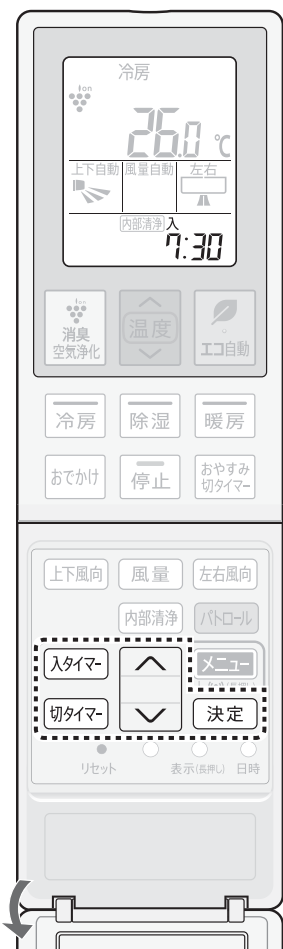 冷房
ion
26.0 ℃
上下自動 風量自動 左右
内部清浄 入
7:30
ion
消臭
空気浄化
温度
エコ自動
冷房 除湿 暖房
おでかけ 停止 おやすみ
切タイマー
上下風向 風量 左右風向
内部清浄 パトロール
入タイマー メニュー
切タイマー 決定
リセット 表示(長押し) 日時